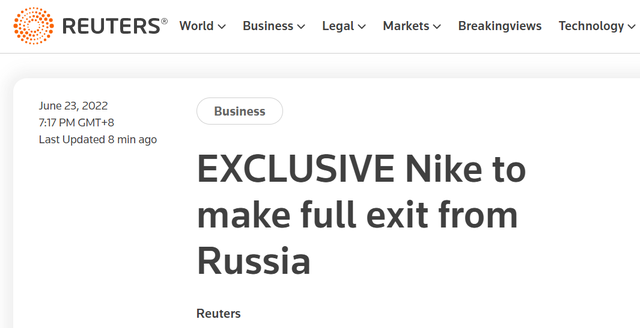 REUTERS® World Business Legal Markets Breakingviews Technology
June 23, 2022
7:17 PM GMT+8
Last Updated 8 min ago
Business
EXCLUSIVE Nike to
make full exit from
Russia
Reuters